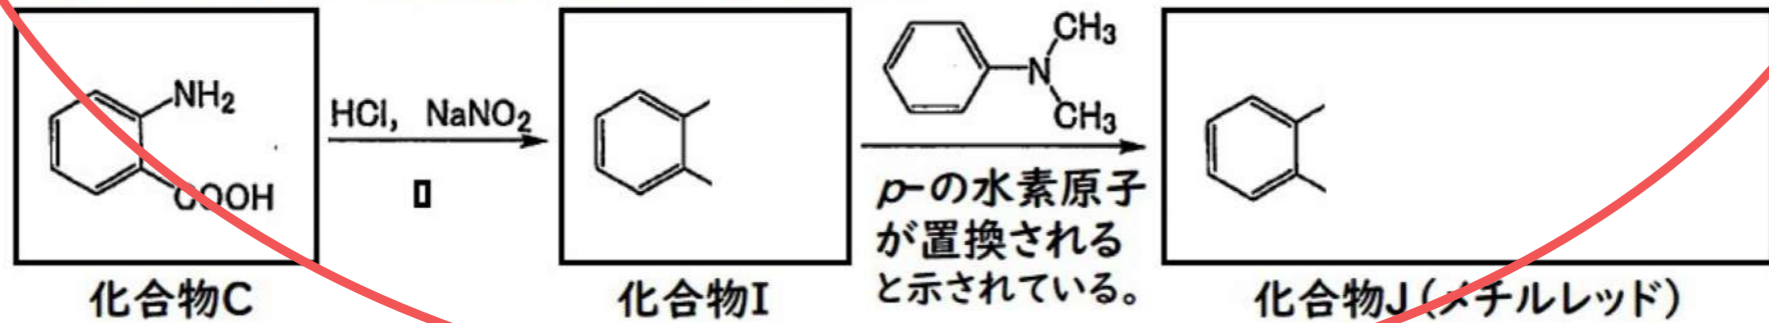 NH2
COOH
化合物C
HCl, NaNO2
化合物I
N
CH3
CH3
p-の水素原子
が置換される
と示されている。
化合物J(メチルレッド)